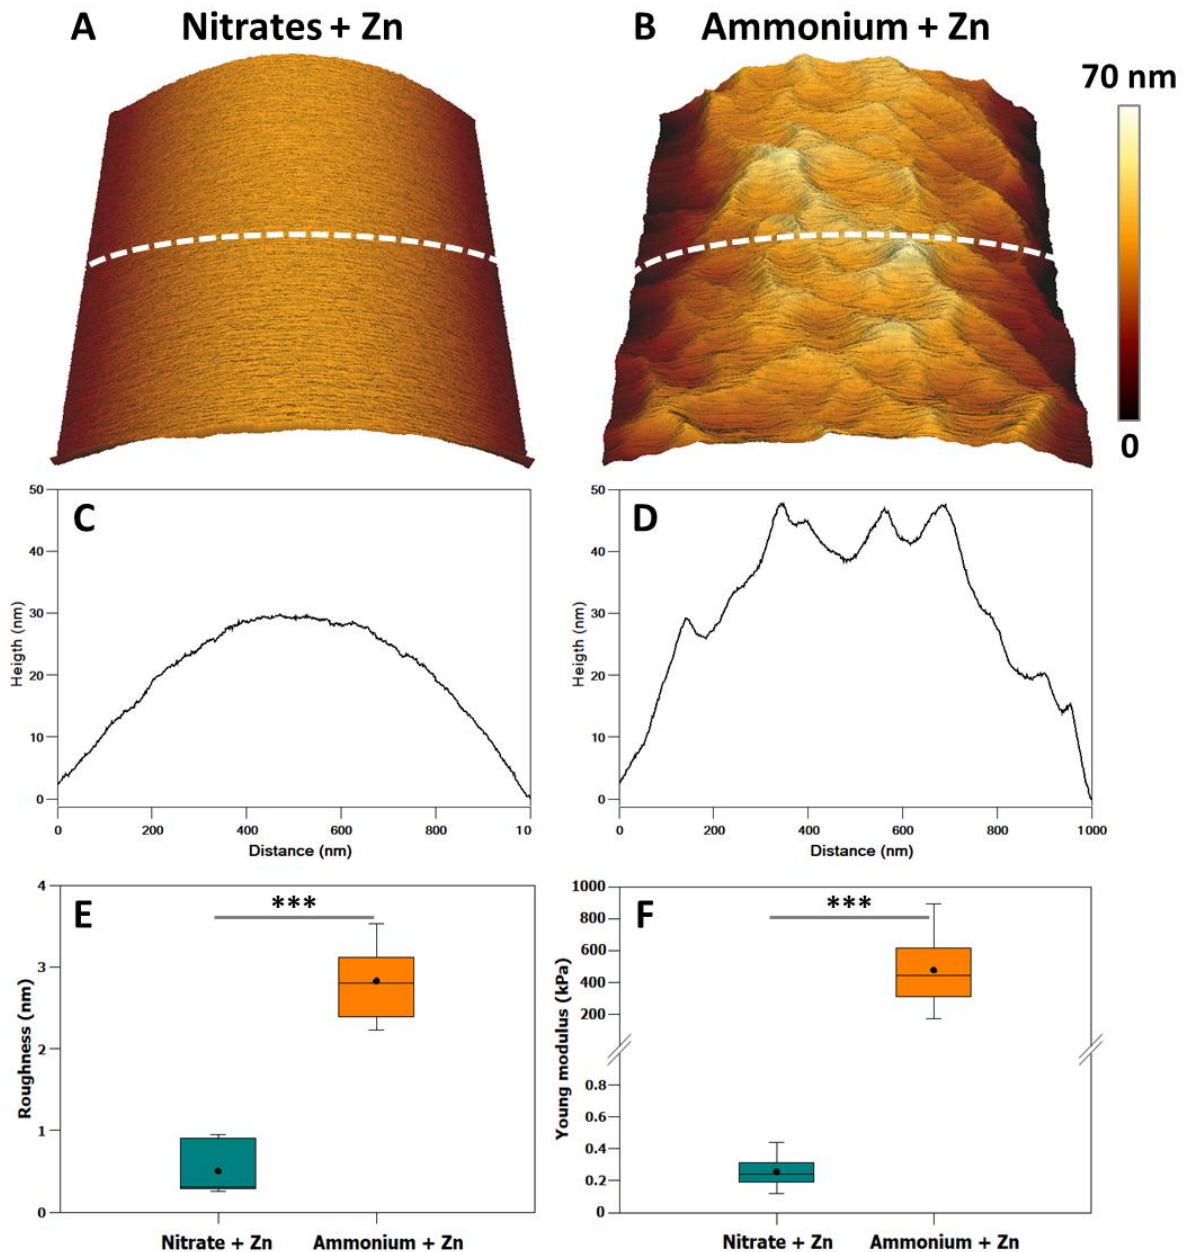 A Nitrates + Zn
B Ammonium + Zn
70 nm
0
C
50
40
30
20
10
0
Heigth (nm)
0 200 400 600 800 10
Distance (nm)
D
50
40
30
20
10
0
Heigth (nm)
0 200 400 600 800 1000
Distance (nm)
E
***
4
3
2
1
0
Roughness (nm)
Nitrate + Zn Ammonium + Zn
F
***
1000
800
600
400
200
0.8
0.6
0.4
0.2
0
Young modulus (kPa)
Nitrate + Zn Ammonium + Zn